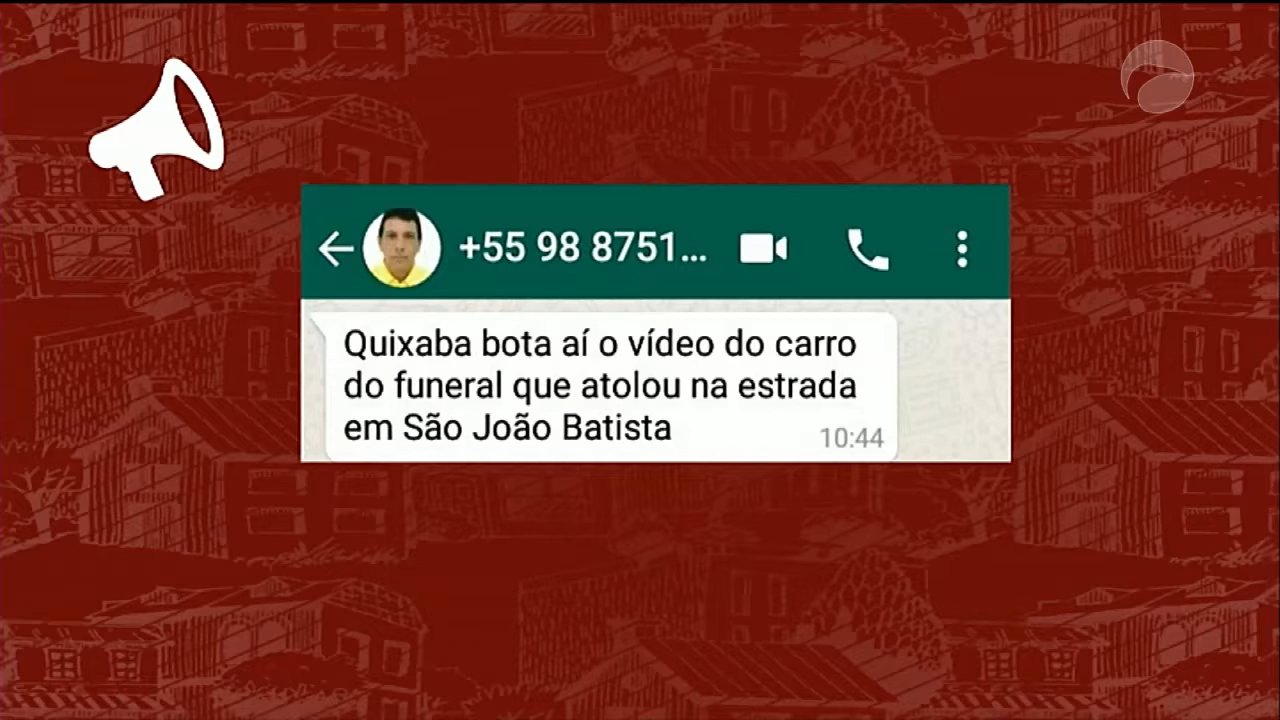 +55 98 8751...
Quixaba bota aí o vídeo do carro
do funeral que atolou na estrada
em São João Batista
10:44